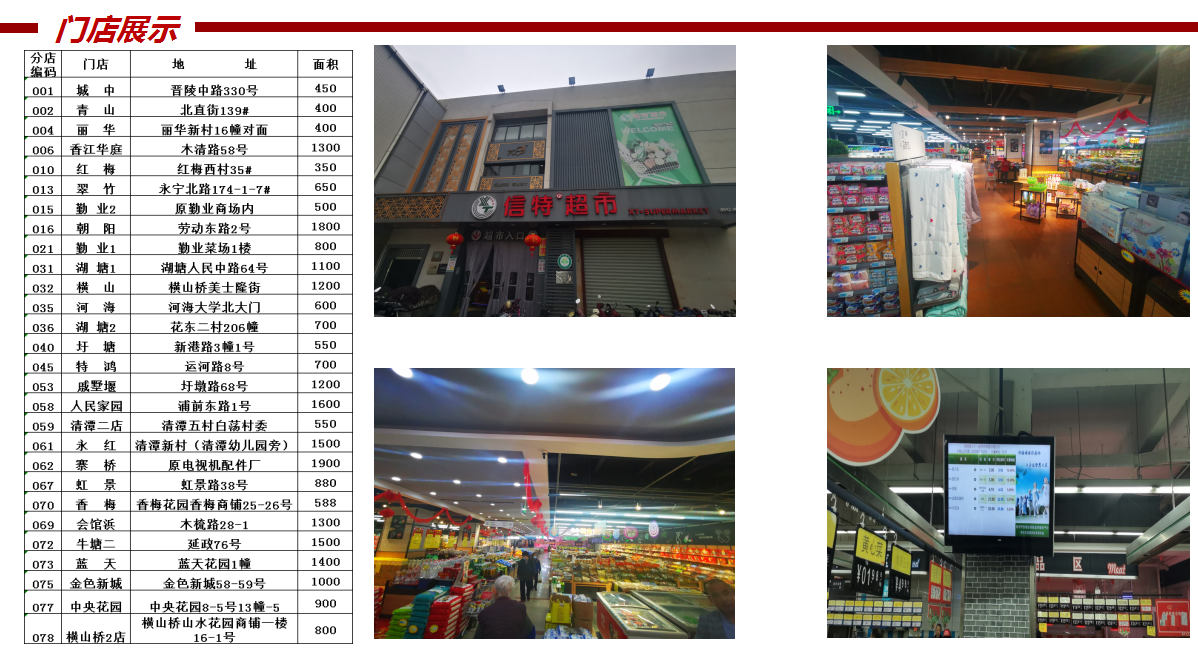 门店展示
分店编码 门店 地 址 面积
001 城 中 晋陵中路330号 450
002 青 山 北直街139# 400
004 丽 华 丽华新村16幢对面 400
006 香江华庭 木清路58号 1300
010 红 梅 红梅西村35# 350
013 翠 竹 永宁北路174-1-7# 650
015 勤 业2 原勤业商场内 500
016 朝 阳 劳动东路2号 1800
021 勤 业1 勤业菜场1楼 800
031 湖 塘1 湖塘人民中路64号 1100
032 横 山 横山桥美士隆街 1200
035 河 海 河海大学北大门 600
036 湖 塘2 花东二村206幢 700
040 圩 塘 新港路3幢1号 550
045 特 鸿 运河路8号 700
053 戚墅堰 圩墩路68号 1200
058 人民家园 浦前东路1号 1600
059 清潭二店 清潭五村白荡村委 550
061 永 红 清潭新村（清潭幼儿园旁） 1500
062 寨 桥 原电视机配件厂 1900
067 虹 景 虹景路38号 880
070 香 梅 香梅花园香梅商铺25-26号 588
069 会馆浜 木梳路28-1 1300
072 牛塘二 延政76号 1500
073 蓝 天 蓝天花园1幢 1400
075 金色新城 金色新城58-59号 1000
077 中央花园 中央花园8-5号13幢-5 900
078 横山桥2店 横山桥山水花园商铺一楼16-1号 800
WELCOME
信特超市
XT·SUPERMARKET
超市入口
黄心菜
品 区
Meat